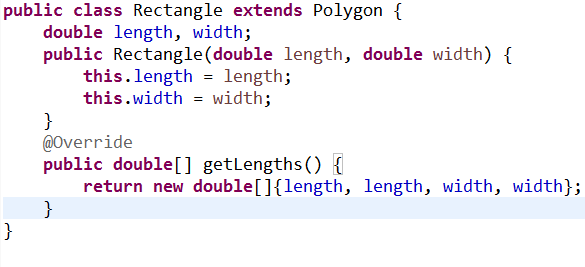 public class Rectangle extends Polygon {
    double length, width;
    public Rectangle(double length, double width) {
        this.length = length;
        this.width = width;
    }
    @Override
    public double[] getLengths() {
        return new double[]{length, length, width, width};
    }
}